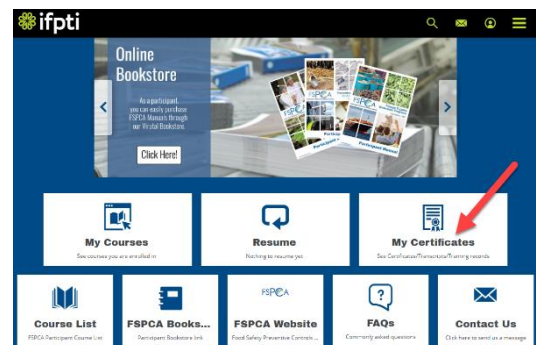 ifpti
Online
Bookstore
As a participant,
you can easily purchase
FSPCA Manuals through
our Virtual Bookstore.
Click Here!
FSPCA
Participant Manual
My Courses
Resume
My Certificates
See courses you are enrolled in
Nothing to resume yet
See Certificates/Transcripts/Training records
FSPCA
Course List
FSPCA Books...
FSPCA Website
FAQs
Contact Us
FSPCA Participant Course List
Participant Bookstore link
Food Safety Preventive Controls ...
Commonly asked questions
Click here to send us a message